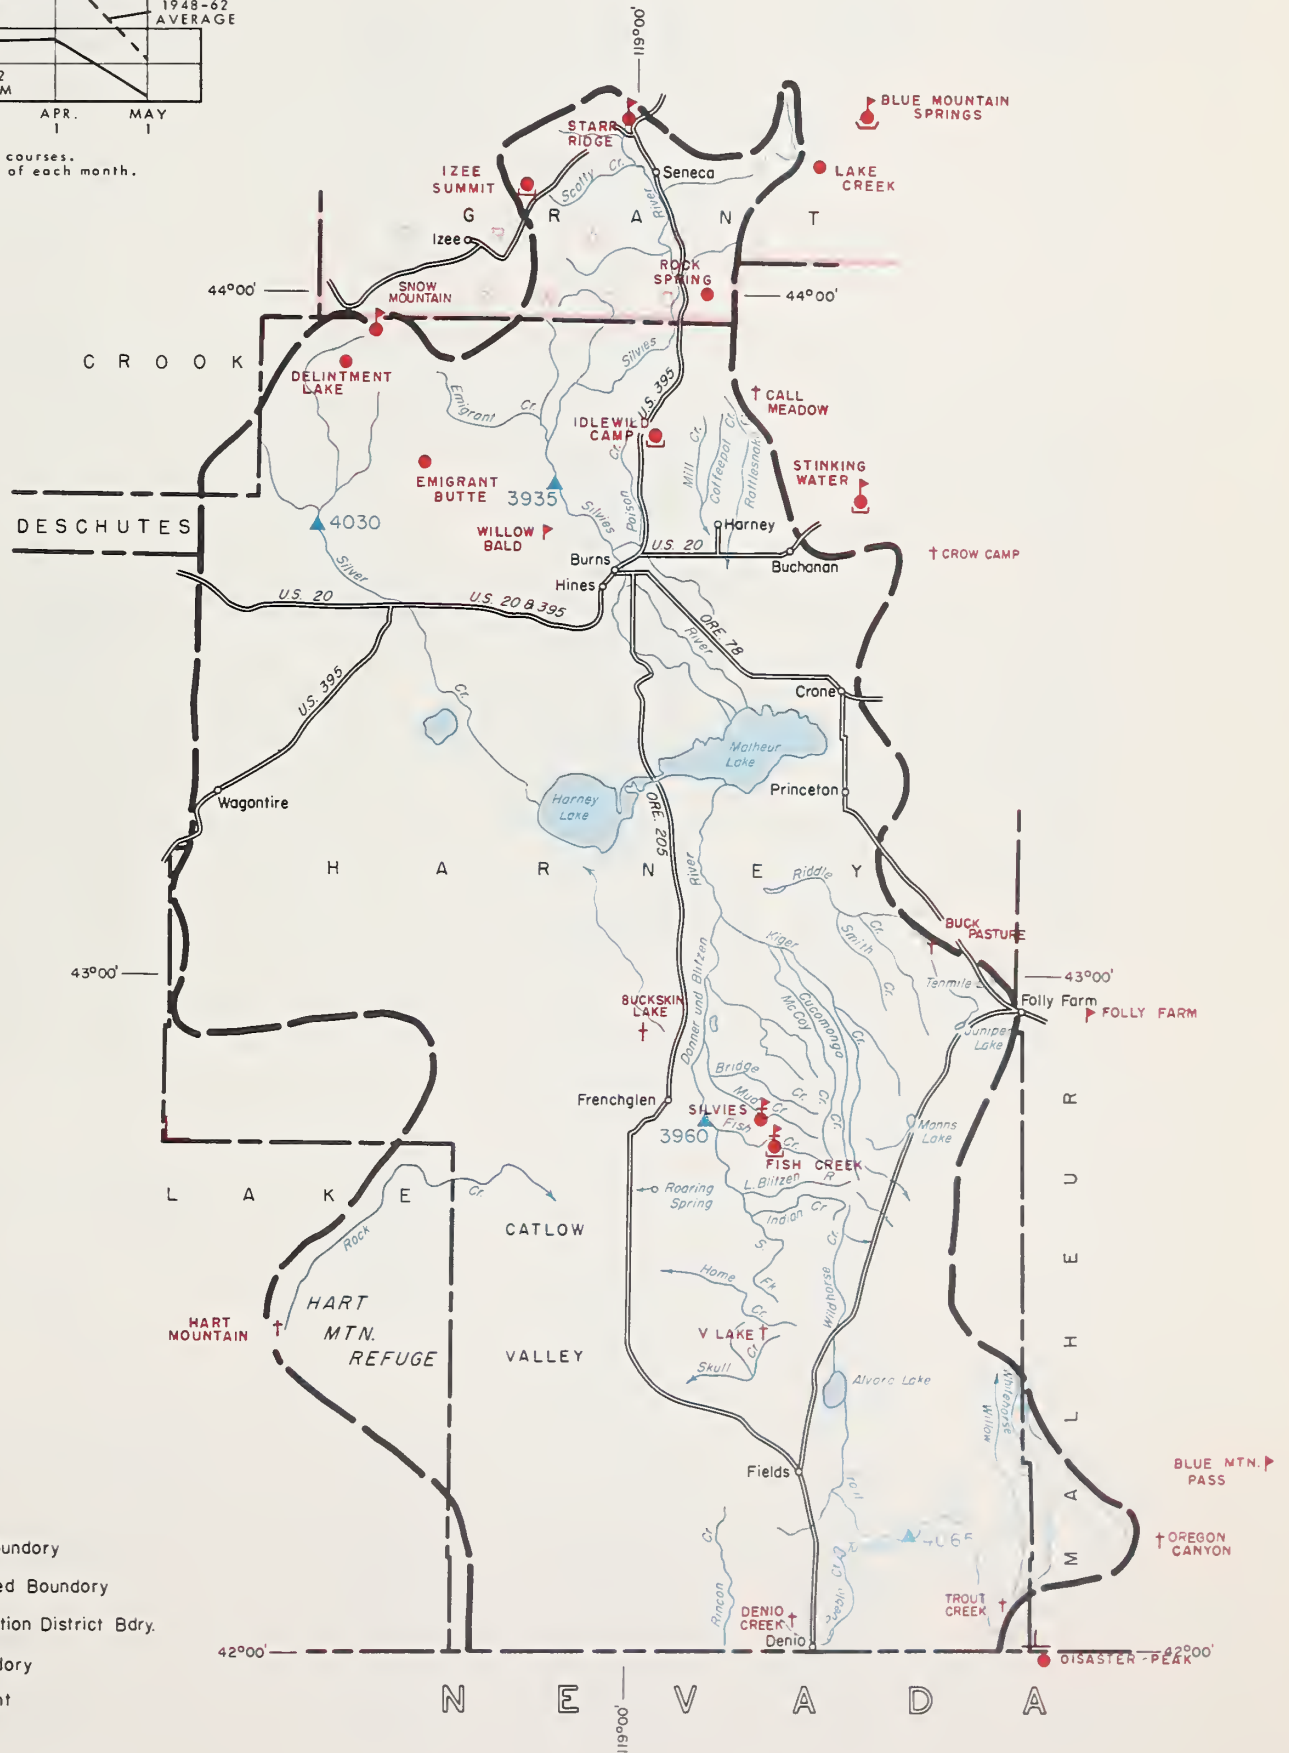 1948-62
AVERAGE
2
M
APR.
1
MAY
1
courses.
of each month.
119°00'
BLUE MOUNTAIN
SPRINGS
STARR
RIDGE
IZEE
SUMMIT
Scotty Cr.
Seneca
LAKE
CREEK
River
G R A N T
Izee
ROCK
SPRING
44°00'
SNOW
MOUNTAIN
44°00'
CROOK
DELINTMENT
LAKE
Silvies
U.S. 395
Emigrant Cr.
CALL
MEADOW
IDLEWILD
CAMP
Cr.
Mill Cr.
Coffeepot Cr.
Rattlesnake
STINKING
WATER
EMIGRANT
BUTTE
3935
DESCHUTES
4030
WILLOW
BALD
Silvies
Poison
Harney
U.S. 20
Burns
Buchanan
CROW CAMP
Silver
Hines
U.S. 20
U.S. 20 & 395
ORE. 78
River
U.S. 395
Cr.
Crone
Malheur
Lake
Wagontire
Harney
Lake
Princeton
ORE. 205
H A R N E Y
River
Riddle
Cr.
Smith
Cr.
BUCK
PASTURE
Kiger
43°00'
43°00'
Donner und Blitzen
Tenmile
BUCKSKIN
LAKE
Cucomongo
McCoy
Cr.
Folly Farm
FOLLY FARM
Juniper
Lake
Bridge
Mud Cr.
Cr.
Cr.
Cr.
Frenchglen
SILVIES
Fish
Cr.
3960
Manns
Lake
FISH CREEK
L. Blitzen R
L A K E
Cr.
Roaring
Spring
Indian Cr
CATLOW
S.
Fk
Cr.
Rock
Home
Cr.
Wildhorse
HART
MTN.
REFUGE
HART
MOUNTAIN
V LAKE
VALLEY
Skull
Cr
Alvord Lake
Whitehorse
Willow
M A L H E U R
Fields
BLUE MTN.
PASS
4065
OREGON
CANYON
Cr
Rincon
TROUT
CREEK
DENIO
CREEK
Denio
42°00'
42°00'
DISASTER PEAK
N E V A D A
119°00'
undory
ed Boundory
tion District Bdry.
dory
nt